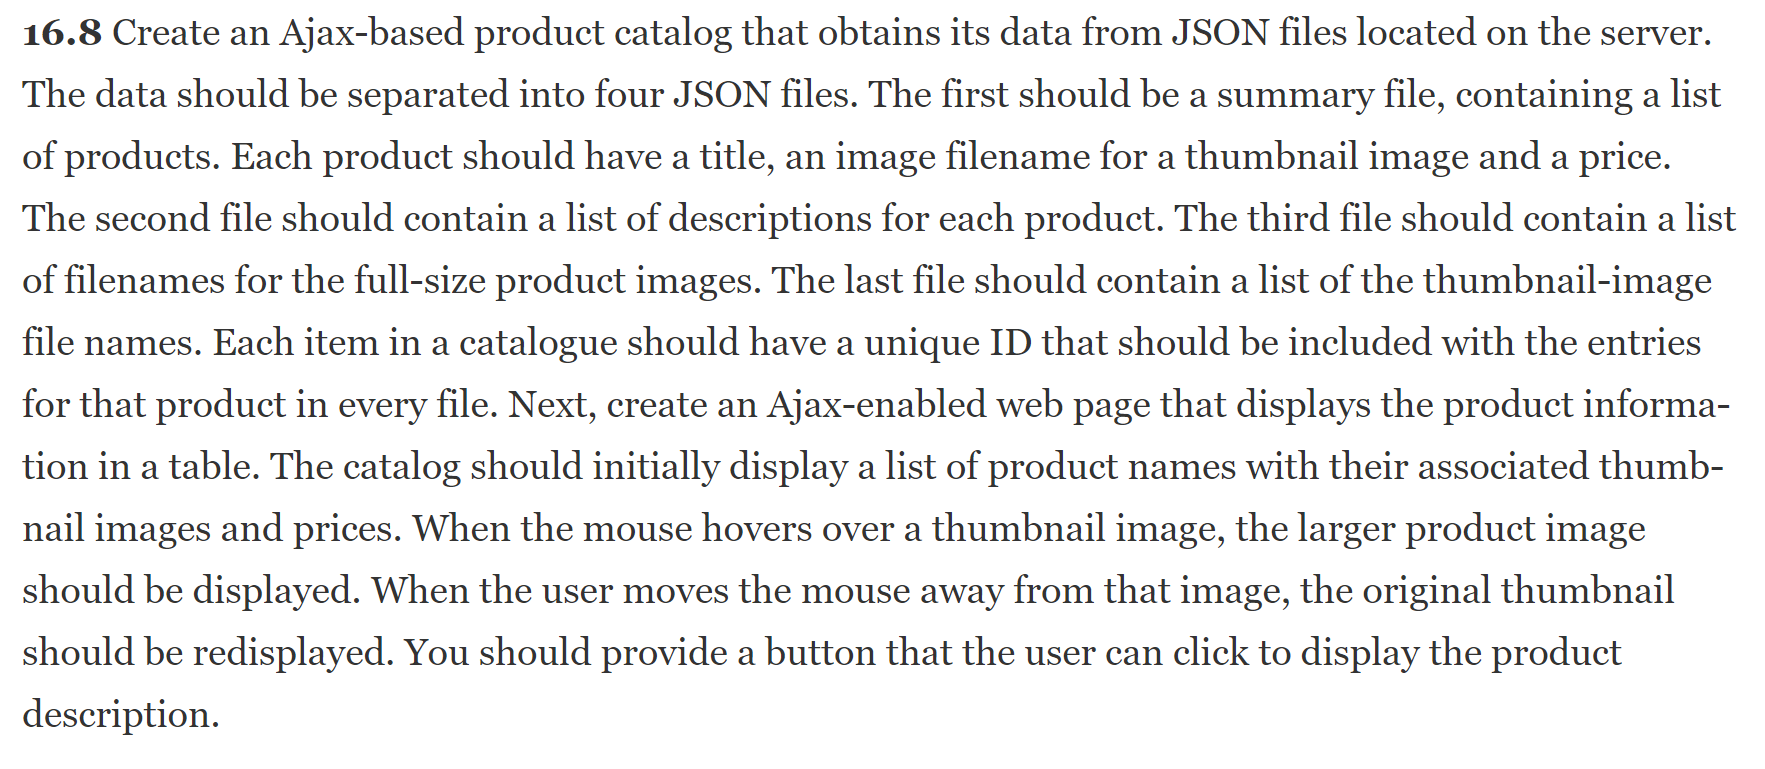 16.8 Create an Ajax-based product catalog that obtains its data from JSON files located on the server.
The data should be separated into four JSON files. The first should be a summary file, containing a list
of products. Each product should have a title, an image filename for a thumbnail image and a price.
The second file should contain a list of descriptions for each product. The third file should contain a list
of filenames for the full-size product images. The last file should contain a list of the thumbnail-image
file names. Each item in a catalogue should have a unique ID that should be included with the entries
for that product in every file. Next, create an Ajax-enabled web page that displays the product informa-
tion in a table. The catalog should initially display a list of product names with their associated thumb-
nail images and prices. When the mouse hovers over a thumbnail image, the larger product image
should be displayed. When the user moves the mouse away from that image, the original thumbnail
should be redisplayed. You should provide a button that the user can click to display the product
description.